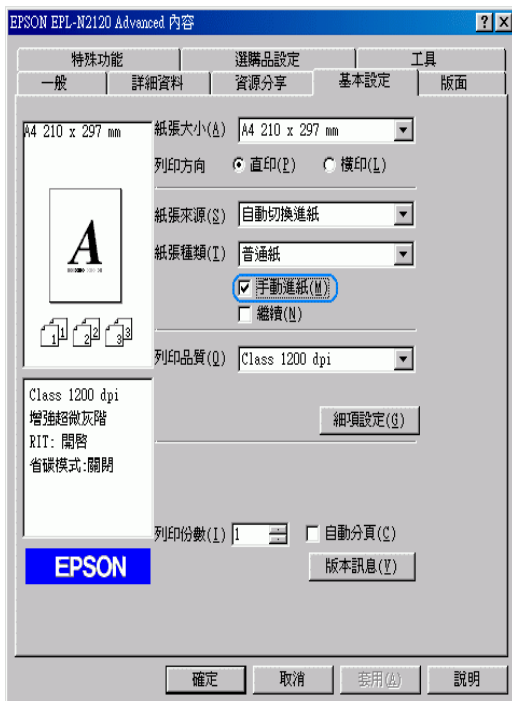 EPSON EPL-N2120 Advanced 內容
特殊功能 選購品設定 工具
一般 詳細資料 資源分享 基本設定 版面
A4 210 x 297 mm
A
1 1 2 2 3 3
紙張大小(A) A4 210 x 297 mm
列印方向 直印(P) 橫印(L)
紙張來源(S) 自動切換進紙
紙張種類(T) 普通紙
手動進紙(M)
繼續(N)
列印品質(Q) Class 1200 dpi
Class 1200 dpi
增強超微灰階
RIT: 開啓
省碳模式:關閉
細項設定(G)
列印份數(I) 1 自動分頁(C)
EPSON
版本訊息(V)
確定 取消 套用(A) 說明